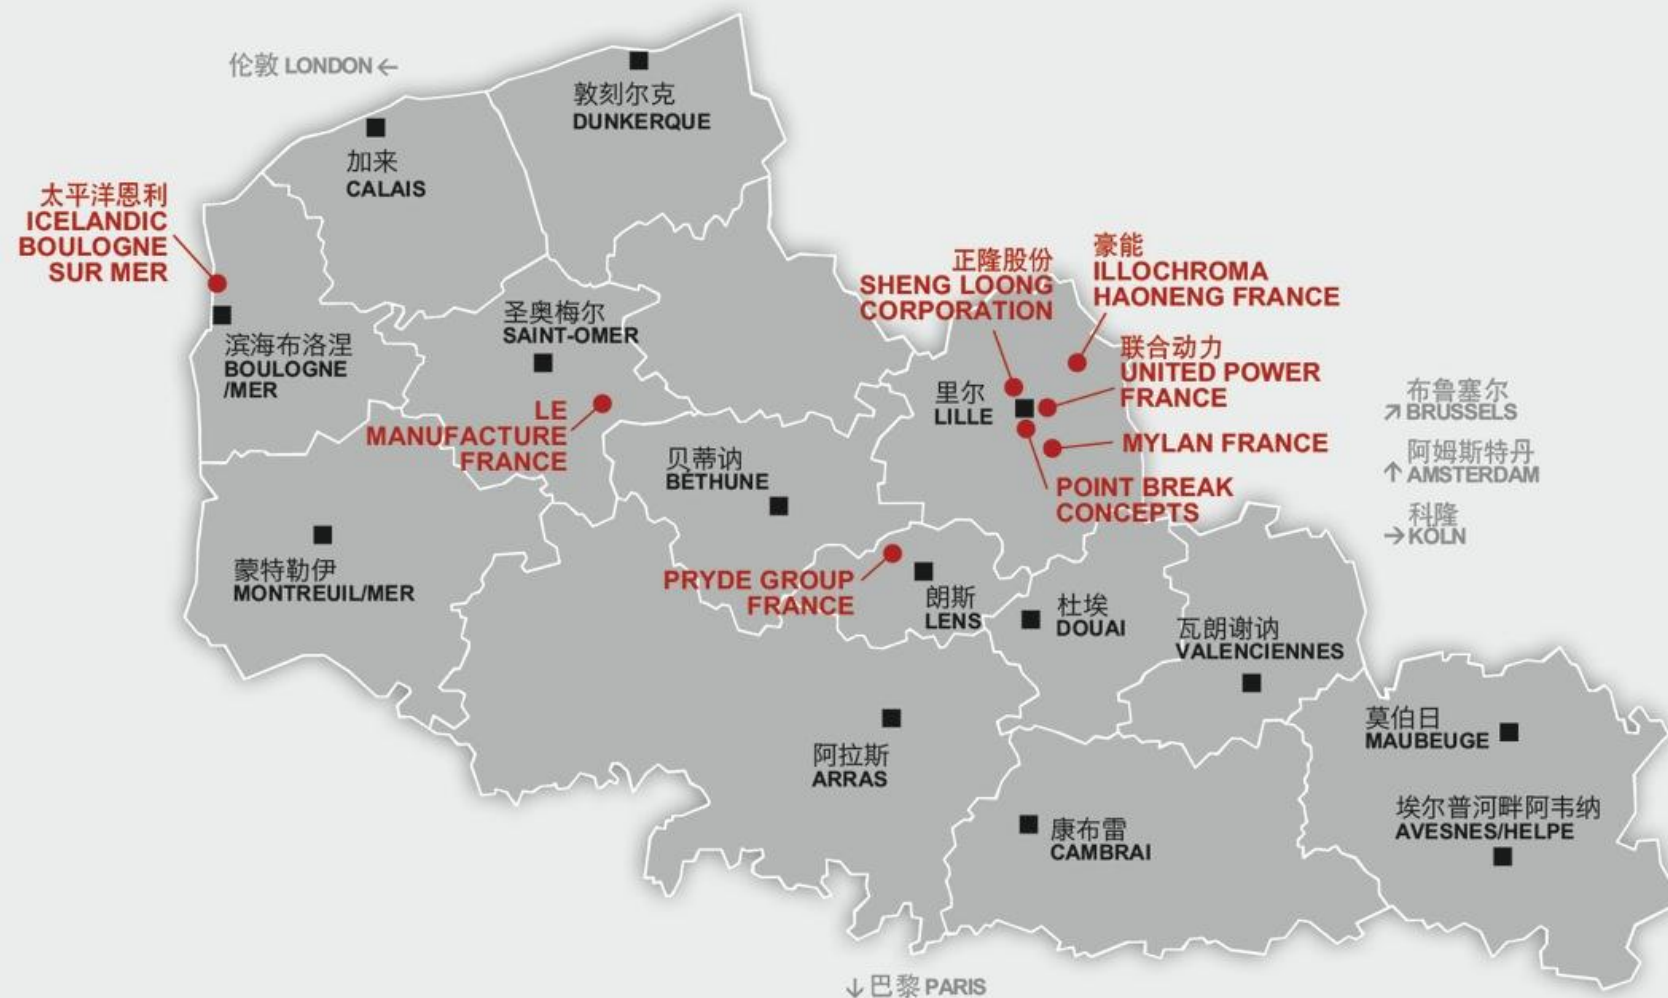 伦敦 LONDON ←
敦刻尔克
DUNKERQUE
加来
CALAIS
太平洋恩利
ICELANDIC
BOULOGNE
SUR MER
滨海布洛涅
BOULOGNE
/MER
圣奥梅尔
SAINT-OMER
LE
MANUFACTURE
FRANCE
正隆股份
SHENG LOONG
CORPORATION
豪能
ILLOCHROMA
HAONENG FRANCE
联合动力
UNITED POWER
FRANCE
里尔
LILLE
MYLAN FRANCE
POINT BREAK
CONCEPTS
布鲁塞尔
↗ BRUSSELS
阿姆斯特丹
↑ AMSTERDAM
科隆
→ KÖLN
贝蒂讷
BÉTHUNE
蒙特勒伊
MONTREUIL/MER
PRYDE GROUP
FRANCE
朗斯
LENS
杜埃
DOUAI
瓦朗谢讷
VALENCIENNES
阿拉斯
ARRAS
莫伯日
MAUBEUGE
康布雷
CAMBRAI
埃尔普河畔阿韦纳
AVESNES/HELPE
↓ 巴黎 PARIS